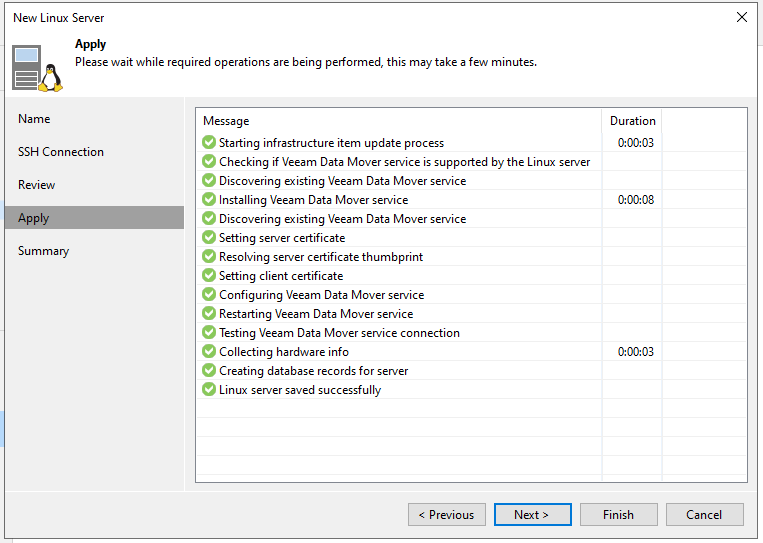 New Linux Server
Apply
Please wait while required operations are being performed, this may take a few minutes.
Name
SSH Connection
Review
Apply
Summary
Message Duration
Starting infrastructure item update process 0:00:03
Checking if Veeam Data Mover service is supported by the Linux server
Discovering existing Veeam Data Mover service
Installing Veeam Data Mover service 0:00:08
Discovering existing Veeam Data Mover service
Setting server certificate
Resolving server certificate thumbprint
Setting client certificate
Configuring Veeam Data Mover service
Restarting Veeam Data Mover service
Testing Veeam Data Mover service connection
Collecting hardware info 0:00:03
Creating database records for server
Linux server saved successfully
< Previous Next > Finish Cancel